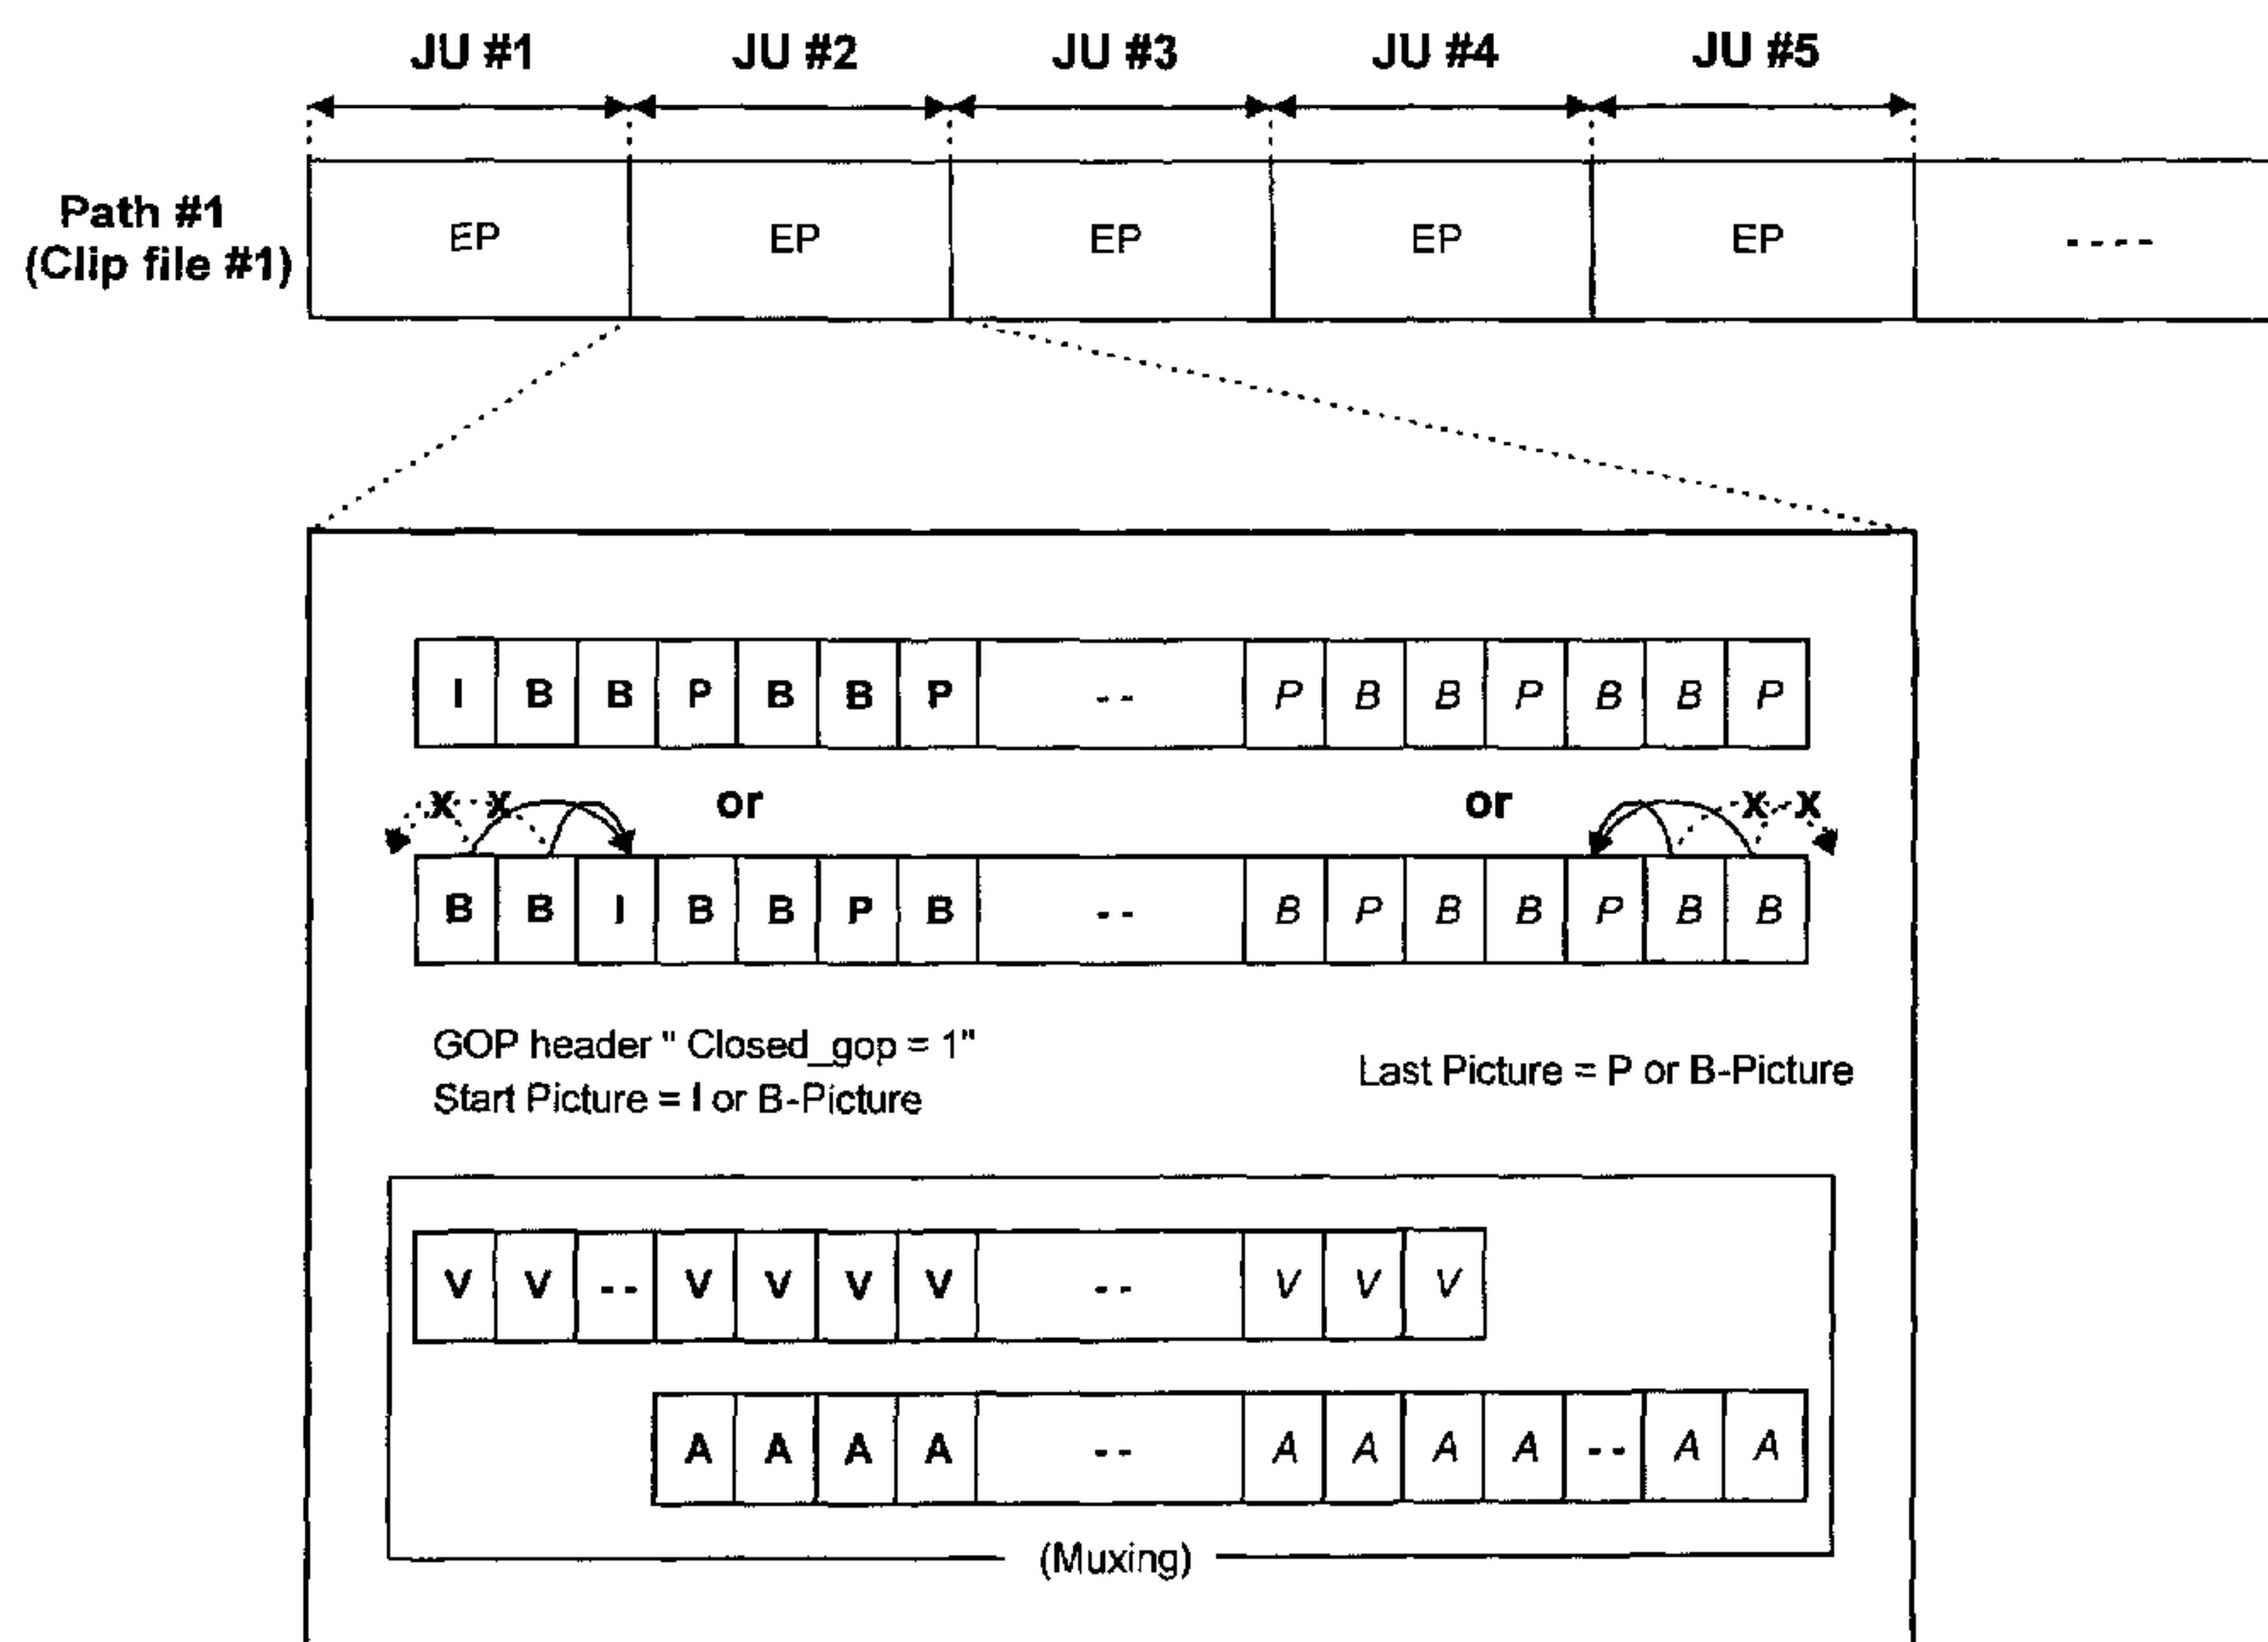 JU #1 JU #2 JU #3 JU #4 JU #5
Path #1
(Clip file #1)
EP EP EP EP EP ----
I B B P B B P -- P B B P B B P
x x or or x x
B B I B B P B -- B P B B P B B
GOP header " Closed_gop = 1"
Start Picture = I or B-Picture
Last Picture = P or B-Picture
V V -- V V V V -- V V V
A A A A -- A A A A -- A A
(Muxing)